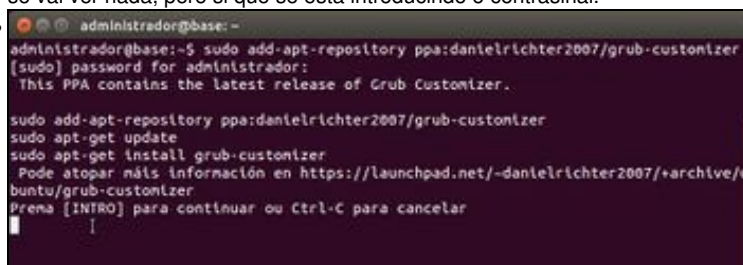 se vai ver nada, pero si que se está introducindo o contrasinal.
administrador@base: ~
administrador@base:~$ sudo add-apt-repository ppa:danielrichter2007/grub-customizer
[sudo] password for administrador:
This PPA contains the latest release of Grub Customizer.
sudo add-apt-repository ppa:danielrichter2007/grub-customizer
sudo apt-get update
sudo apt-get install grub-customizer
Pode atopar máis información en https://launchpad.net/~danielrichter2007/+archive/u
buntu/grub-customizer
Prema [INTRO] para continuar ou Ctrl-C para cancelar